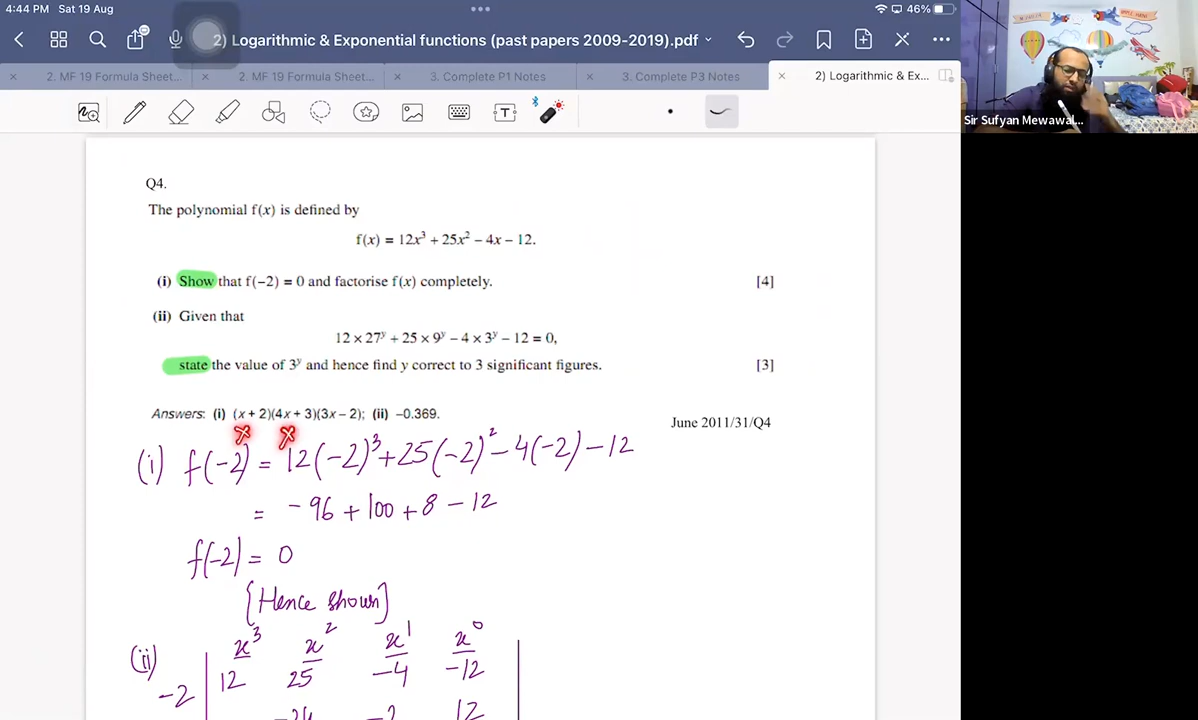 4:44 PM Sat 19 Aug
46%
2) Logarithmic & Exponential functions (past papers 2009-2019).pdf
2. MF 19 Formula Sheet...
2. MF 19 Formula Sheet...
3. Complete P1 Notes
3. Complete P3 Notes
2) Logarithmic & Ex...
Sir Sufyan Mewawal...
Q4.
The polynomial f(x) is defined by
f(x) = 12x³ + 25x² − 4x − 12.
(i) Show that f(−2) = 0 and factorise f(x) completely. [4]
(ii) Given that
12 × 27ʸ + 25 × 9ʸ − 4 × 3ʸ − 12 = 0,
state the value of 3ʸ and hence find y correct to 3 significant figures. [3]
Answers: (i) (x + 2)(4x + 3)(3x − 2); (ii) −0.369.
June 2011/31/Q4
(i) f(-2) = 12(-2)³+25(-2)²-4(-2)-12
= -96 + 100 + 8 - 12
f(-2) = 0
[Hence shown]
(ii) x³ x² x¹ x⁰
-2 12 25 -4 -12
-24 -2 12